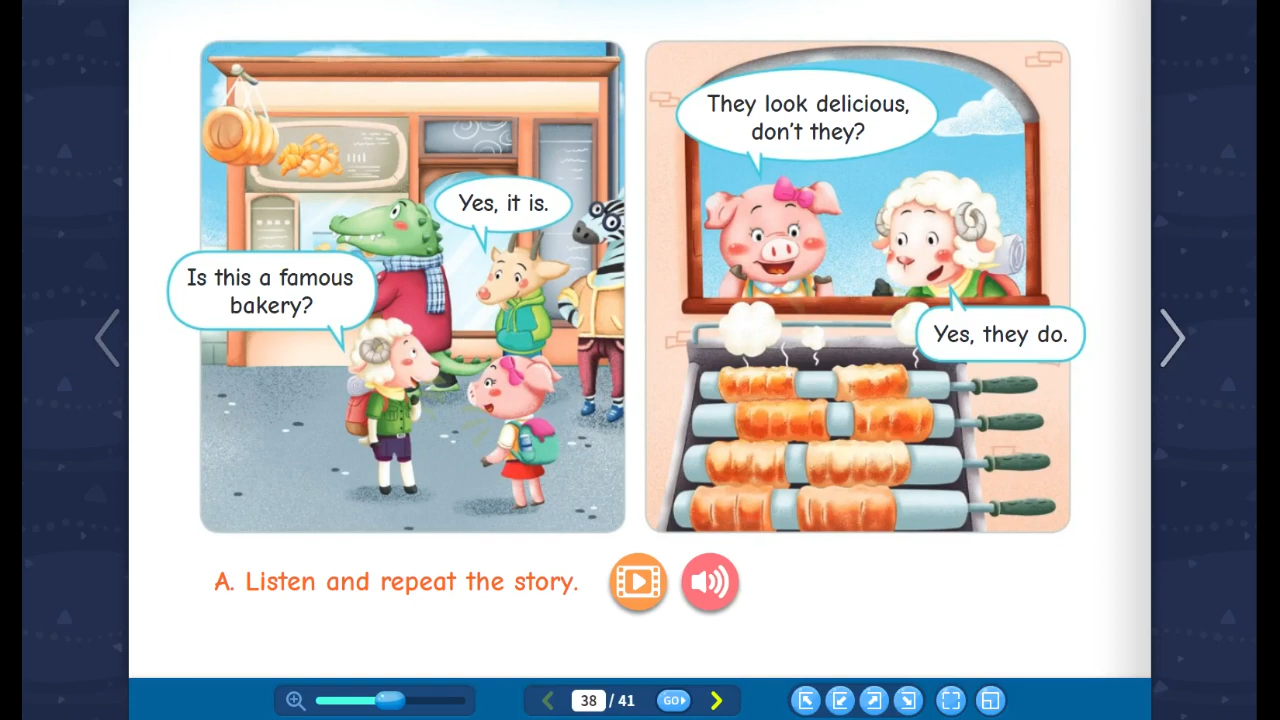 Is this a famous
bakery?
Yes, it is.
They look delicious,
don't they?
Yes, they do.
A. Listen and repeat the story.
38 / 41 GO